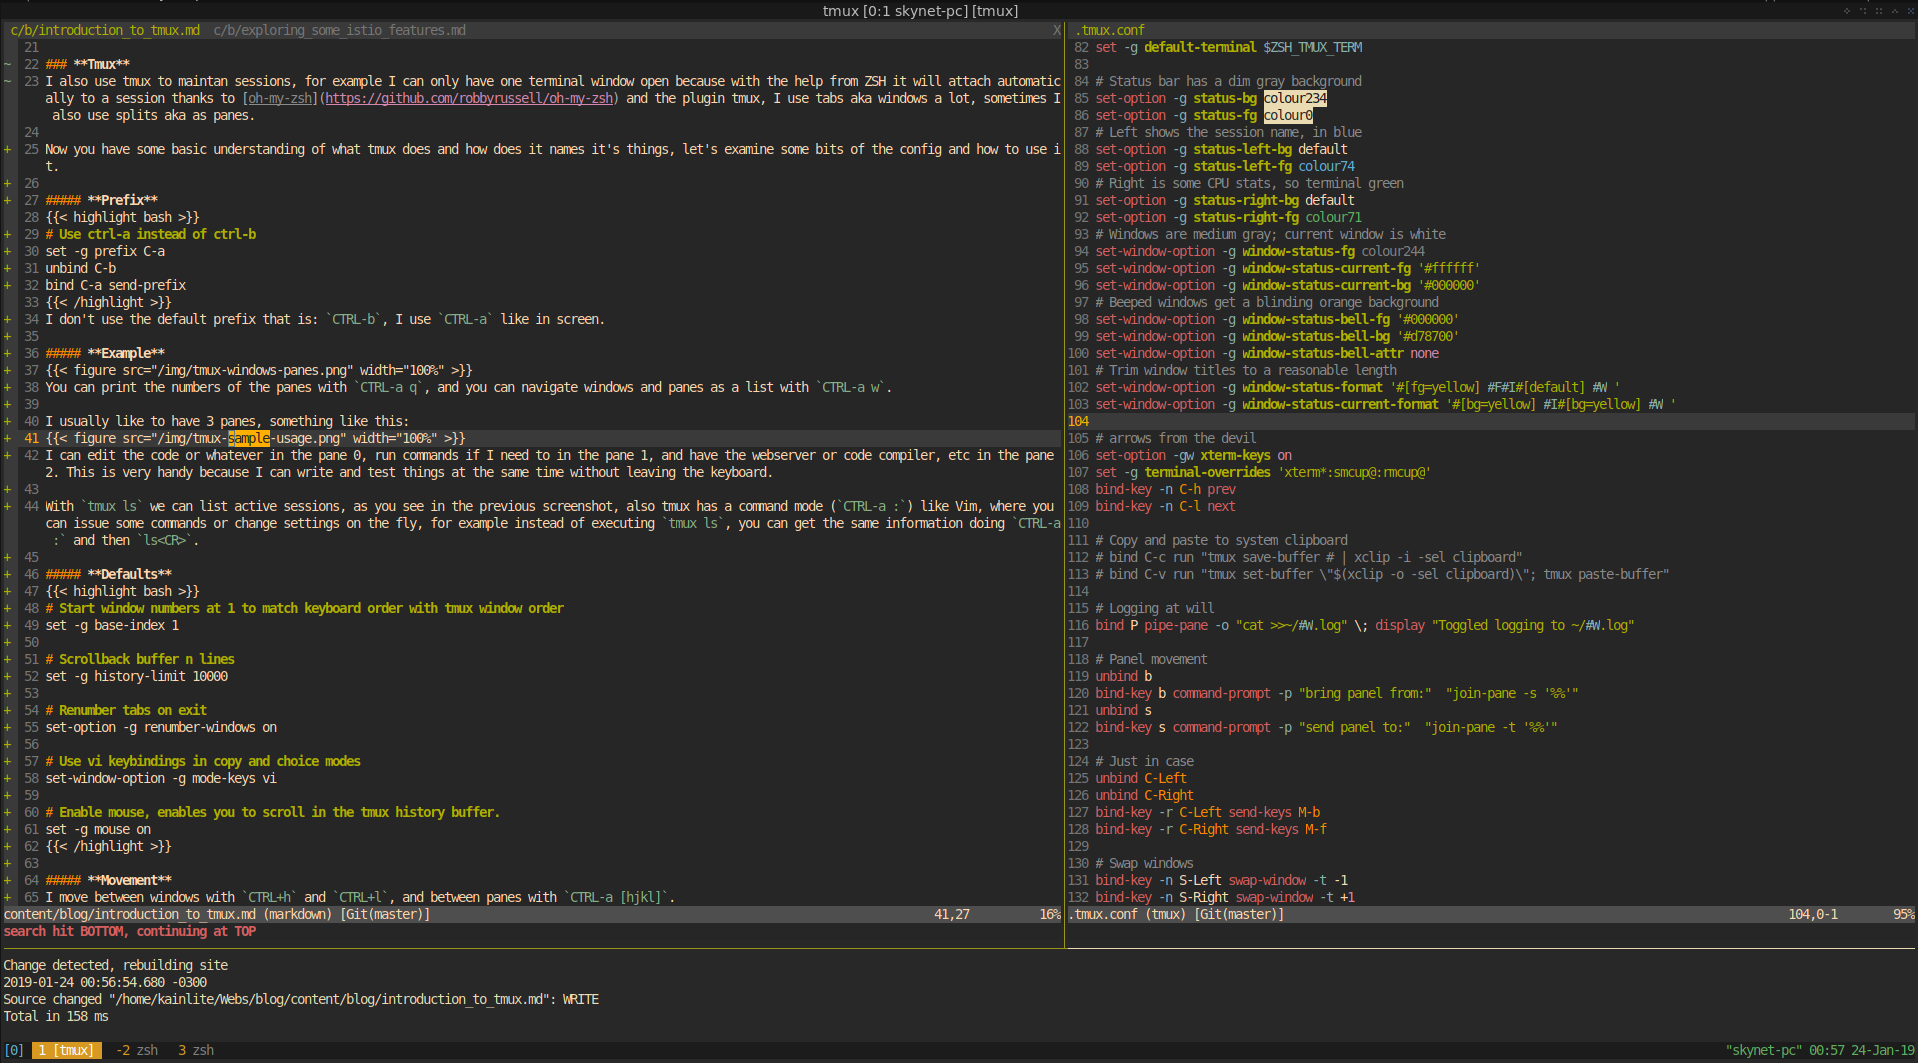 tmux [0:1 skynet-pc] [tmux]
c/b/introduction_to_tmux.md  c/b/exploring_some_istio_features.md X
21
~ 22 ### **Tmux**
~ 23 I also use tmux to maintan sessions, for example I can only have one terminal window open because with the help from ZSH it will attach automatic
ally to a session thanks to [oh-my-zsh](https://github.com/robbyrussell/oh-my-zsh) and the plugin tmux, I use tabs aka windows a lot, sometimes I
also use splits aka as panes.
24
+ 25 Now you have some basic understanding of what tmux does and how does it names it's things, let's examine some bits of the config and how to use i
t.
+ 26
+ 27 ##### **Prefix**
28 {{< highlight bash >}}
+ 29 # Use ctrl-a instead of ctrl-b
+ 30 set -g prefix C-a
+ 31 unbind C-b
+ 32 bind C-a send-prefix
33 {{< /highlight >}}
+ 34 I don't use the default prefix that is: `CTRL-b`, I use `CTRL-a` like in screen.
+ 35
+ 36 ##### **Example**
+ 37 {{< figure src="/img/tmux-windows-panes.png" width="100%" >}}
+ 38 You can print the numbers of the panes with `CTRL-a q`, and you can navigate windows and panes as a list with `CTRL-a w`.
+ 39
+ 40 I usually like to have 3 panes, something like this:
+ 41 {{< figure src="/img/tmux-sample-usage.png" width="100%" >}}
+ 42 I can edit the code or whatever in the pane 0, run commands if I need to in the pane 1, and have the webserver or code compiler, etc in the pane
2. This is very handy because I can write and test things at the same time without leaving the keyboard.
+ 43
+ 44 With `tmux ls` we can list active sessions, as you see in the previous screenshot, also tmux has a command mode (`CTRL-a :`) like Vim, where you
can issue some commands or change settings on the fly, for example instead of executing `tmux ls`, you can get the same information doing `CTRL-a
:` and then `ls<CR>`.
+ 45
+ 46 ##### **Defaults**
+ 47 {{< highlight bash >}}
+ 48 # Start window numbers at 1 to match keyboard order with tmux window order
+ 49 set -g base-index 1
+ 50
+ 51 # Scrollback buffer n lines
+ 52 set -g history-limit 10000
+ 53
+ 54 # Renumber tabs on exit
+ 55 set-option -g renumber-windows on
+ 56
+ 57 # Use vi keybindings in copy and choice modes
+ 58 set-window-option -g mode-keys vi
+ 59
+ 60 # Enable mouse, enables you to scroll in the tmux history buffer.
+ 61 set -g mouse on
+ 62 {{< /highlight >}}
+ 63
+ 64 ##### **Movement**
+ 65 I move between windows with `CTRL+h` and `CTRL+l`, and between panes with `CTRL-a [hjkl]`.
content/blog/introduction_to_tmux.md (markdown) [Git(master)] 41,27 16%
search hit BOTTOM, continuing at TOP
.tmux.conf
82 set -g default-terminal $ZSH_TMUX_TERM
83
84 # Status bar has a dim gray background
85 set-option -g status-bg colour234
86 set-option -g status-fg colour0
87 # Left shows the session name, in blue
88 set-option -g status-left-bg default
89 set-option -g status-left-fg colour74
90 # Right is some CPU stats, so terminal green
91 set-option -g status-right-bg default
92 set-option -g status-right-fg colour71
93 # Windows are medium gray; current window is white
94 set-window-option -g window-status-fg colour244
95 set-window-option -g window-status-current-fg '#ffffff'
96 set-window-option -g window-status-current-bg '#000000'
97 # Beeped windows get a blinding orange background
98 set-window-option -g window-status-bell-fg '#000000'
99 set-window-option -g window-status-bell-bg '#d78700'
100 set-window-option -g window-status-bell-attr none
101 # Trim window titles to a reasonable length
102 set-window-option -g window-status-format '#[fg=yellow] #F#I#[default] #W '
103 set-window-option -g window-status-current-format '#[bg=yellow] #I#[bg=yellow] #W '
104
105 # arrows from the devil
106 set-option -gw xterm-keys on
107 set -g terminal-overrides 'xterm*:smcup@:rmcup@'
108 bind-key -n C-h prev
109 bind-key -n C-l next
110
111 # Copy and paste to system clipboard
112 # bind C-c run "tmux save-buffer # | xclip -i -sel clipboard"
113 # bind C-v run "tmux set-buffer \"$(xclip -o -sel clipboard)\"; tmux paste-buffer"
114
115 # Logging at will
116 bind P pipe-pane -o "cat >>~/#W.log" \; display "Toggled logging to ~/#W.log"
117
118 # Panel movement
119 unbind b
120 bind-key b command-prompt -p "bring panel from:"  "join-pane -s '%%'"
121 unbind s
122 bind-key s command-prompt -p "send panel to:"  "join-pane -t '%%'"
123
124 # Just in case
125 unbind C-Left
126 unbind C-Right
127 bind-key -r C-Left send-keys M-b
128 bind-key -r C-Right send-keys M-f
129
130 # Swap windows
131 bind-key -n S-Left swap-window -t -1
132 bind-key -n S-Right swap-window -t +1
.tmux.conf (tmux) [Git(master)] 104,0-1 95%
Change detected, rebuilding site
2019-01-24 00:56:54.680 -0300
Source changed "/home/kainlite/Webs/blog/content/blog/introduction_to_tmux.md": WRITE
Total in 158 ms
[0] 1 [tmux] -2 zsh 3 zsh "skynet-pc" 00:57 24-Jan-19